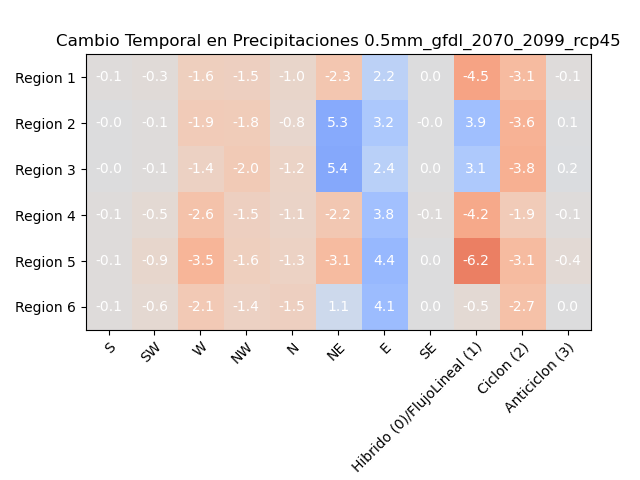 Cambio Temporal en Precipitaciones 0.5mm_gfdl_2070_2099_rcp45
Region 1 -0.1 -0.3 -1.6 -1.5 -1.0 -2.3 2.2 0.0 -4.5 -3.1 -0.1
Region 2 -0.0 -0.1 -1.9 -1.8 -0.8 5.3 3.2 -0.0 3.9 -3.6 0.1
Region 3 -0.0 -0.1 -1.4 -2.0 -1.2 5.4 2.4 0.0 3.1 -3.8 0.2
Region 4 -0.1 -0.5 -2.6 -1.5 -1.1 -2.2 3.8 -0.1 -4.2 -1.9 -0.1
Region 5 -0.1 -0.9 -3.5 -1.6 -1.3 -3.1 4.4 0.0 -6.2 -3.1 -0.4
Region 6 -0.1 -0.6 -2.1 -1.4 -1.5 1.1 4.1 0.0 -0.5 -2.7 0.0
S
SW
W
NW
N
NE
E
SE
Hibrido (0)/FlujoLineal (1)
Ciclon (2)
Anticiclon (3)